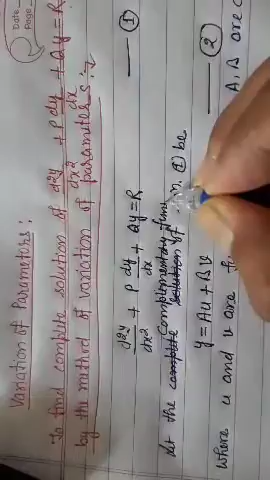 Date
Page
Variation of Parameters:
To find complete solution of d²y/dx² + P dy/dx + Qy = R
by the method of variation of parameters:→
d²y/dx² + P dy/dx + Qy = R — ①
Let the complete Complementary solution of ① be
y = Au + Bv — ②
where u and v are A, B are